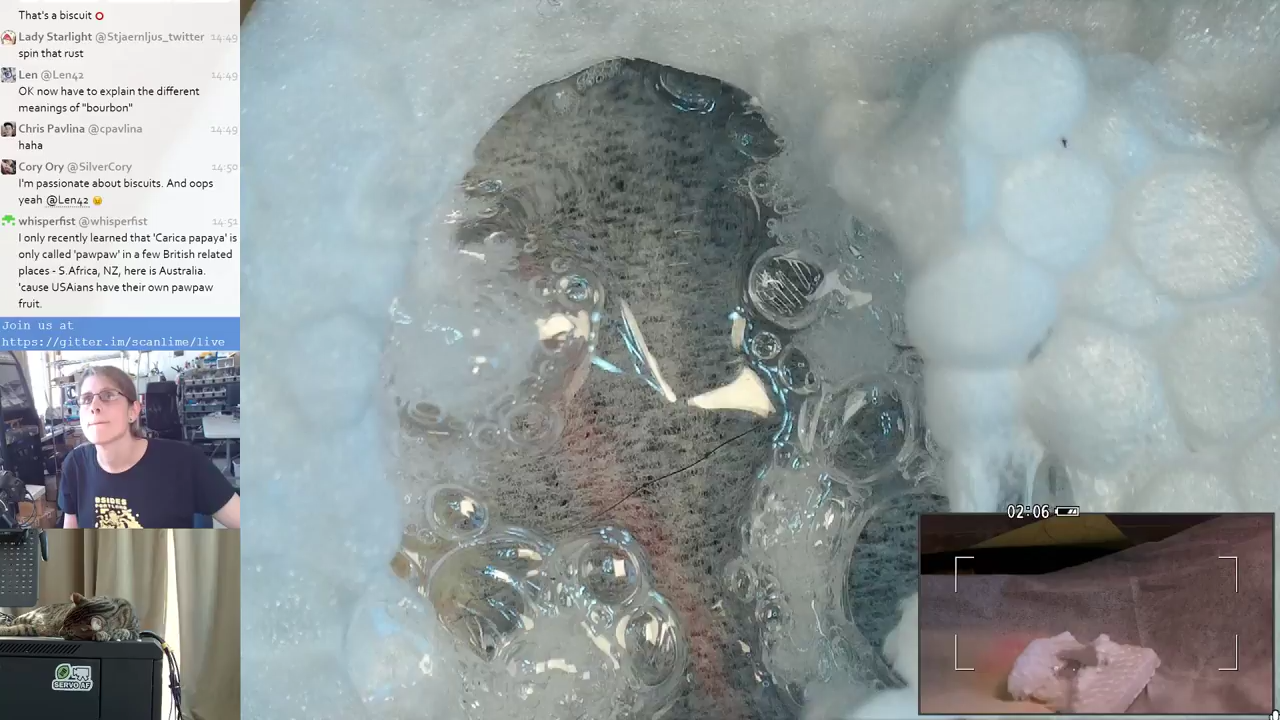 That's a biscuit
Lady Starlight @Stjaernljus_twitter 14:49
spin that rust
Len @Len42 14:49
OK now have to explain the different
meanings of "bourbon"
Chris Pavlina @cpavlina 14:49
haha
Cory Ory @SilverCory 14:50
I'm passionate about biscuits. And oops
yeah @Len42
whisperfist @whisperfist 14:51
I only recently learned that 'Carica papaya' is
only called 'pawpaw' in a few British related
places - S.Africa, NZ, here is Australia.
'cause USAians have their own pawpaw
fruit.
Join us at
https://gitter.im/scanlime/live
BSIDES
SERVO AF
02:06